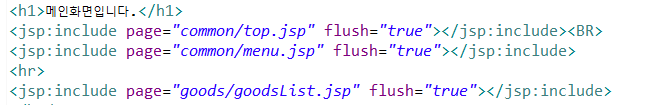 <h1>메인화면입니다.</h1>
<jsp:include page="common/top.jsp" flush="true"></jsp:include><BR>
<jsp:include page="common/menu.jsp" flush="true"></jsp:include>
<hr>
<jsp:include page="goods/goodsList.jsp" flush="true"></jsp:include>